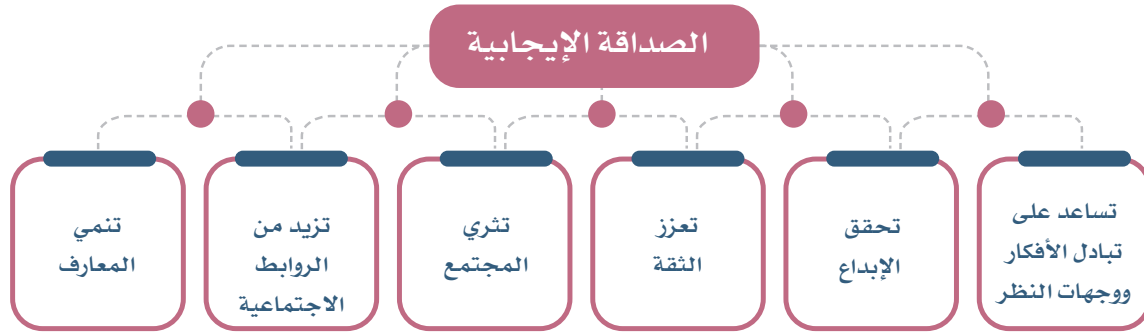 الصداقة الإيجابية
تساعد على
تبادل الأفكار
ووجهات النظر
تحقق
الإبداع
تعزز
الثقة
تثري
المجتمع
تزيد من
الروابط
الاجتماعية
تنمي
المعارف